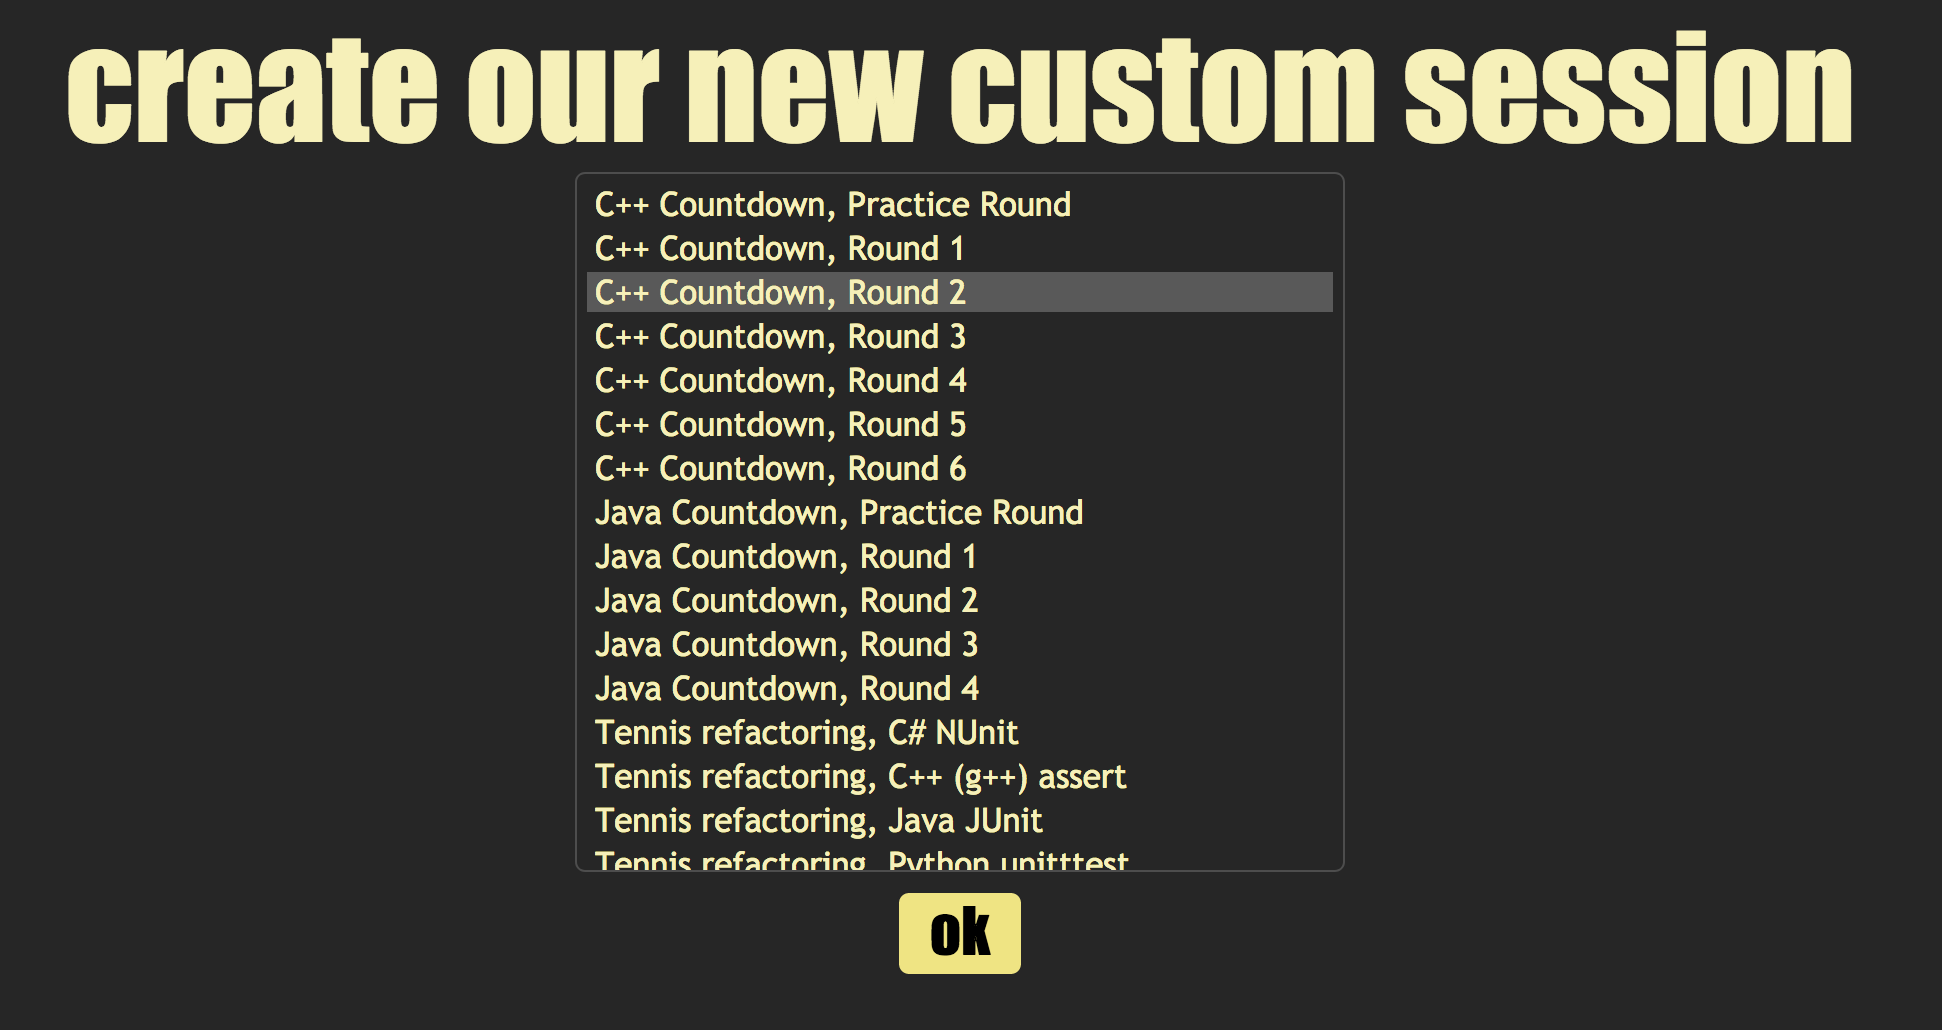 create our new custom session
C++ Countdown, Practice Round
C++ Countdown, Round 1
C++ Countdown, Round 2
C++ Countdown, Round 3
C++ Countdown, Round 4
C++ Countdown, Round 5
C++ Countdown, Round 6
Java Countdown, Practice Round
Java Countdown, Round 1
Java Countdown, Round 2
Java Countdown, Round 3
Java Countdown, Round 4
Tennis refactoring, C# NUnit
Tennis refactoring, C++ (g++) assert
Tennis refactoring, Java JUnit
Tennis refactoring, Python unitttest
ok